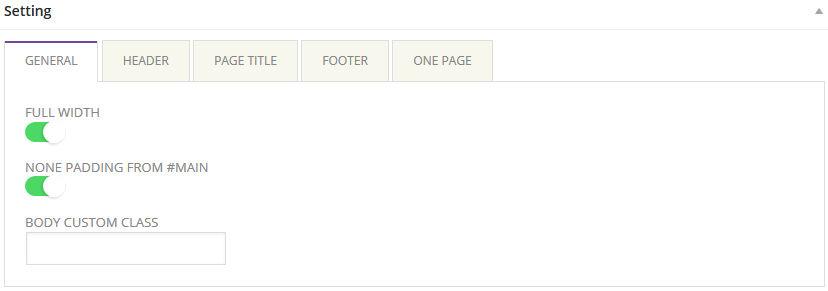 Setting
GENERAL HEADER PAGE TITLE FOOTER ONE PAGE
FULL WIDTH
NONE PADDING FROM #MAIN
BODY CUSTOM CLASS